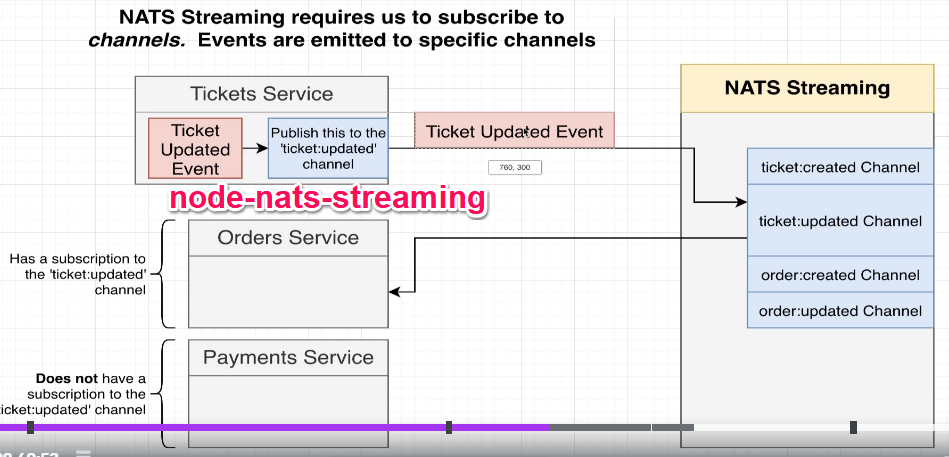 NATS Streaming requires us to subscribe to
channels. Events are emitted to specific channels
Tickets Service
Ticket
Updated
Event
Publish this to the
'ticket:updated'
channel
Ticket Updated Event
760, 300
node-nats-streaming
NATS Streaming
ticket:created Channel
ticket:updated Channel
order:created Channel
order:updated Channel
Has a subscription to
the 'ticket:updated'
channel
Orders Service
Does not have a
subscription to the
ticket:updated' channel
Payments Service